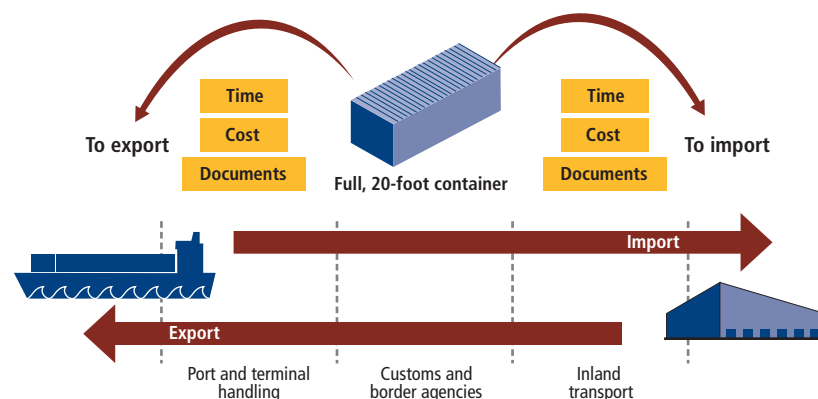 Time
Cost
Documents
To export
Full, 20-foot container
Time
Cost
Documents
To import
Import
Export
Port and terminal
handling
Customs and
border agencies
Inland
transport